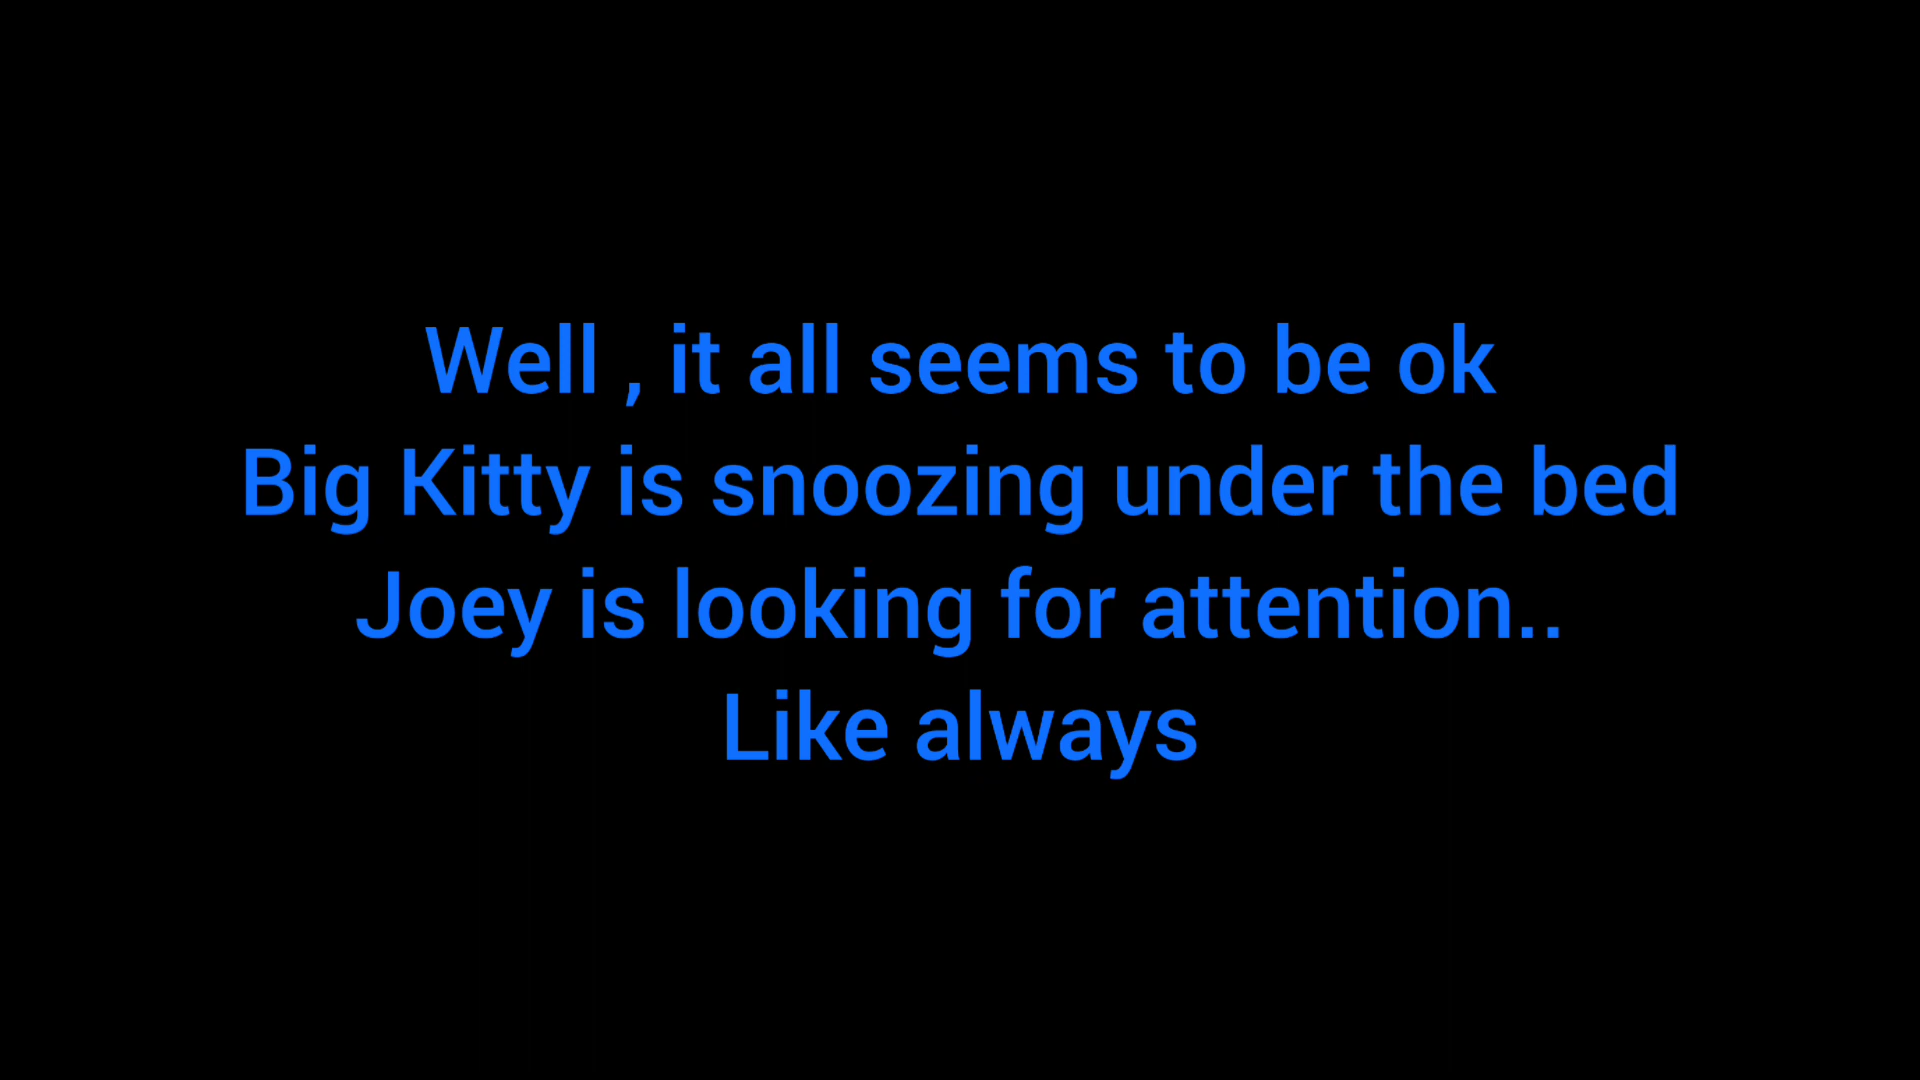 Well , it all seems to be ok
Big Kitty is snoozing under the bed
Joey is looking for attention..
Like always